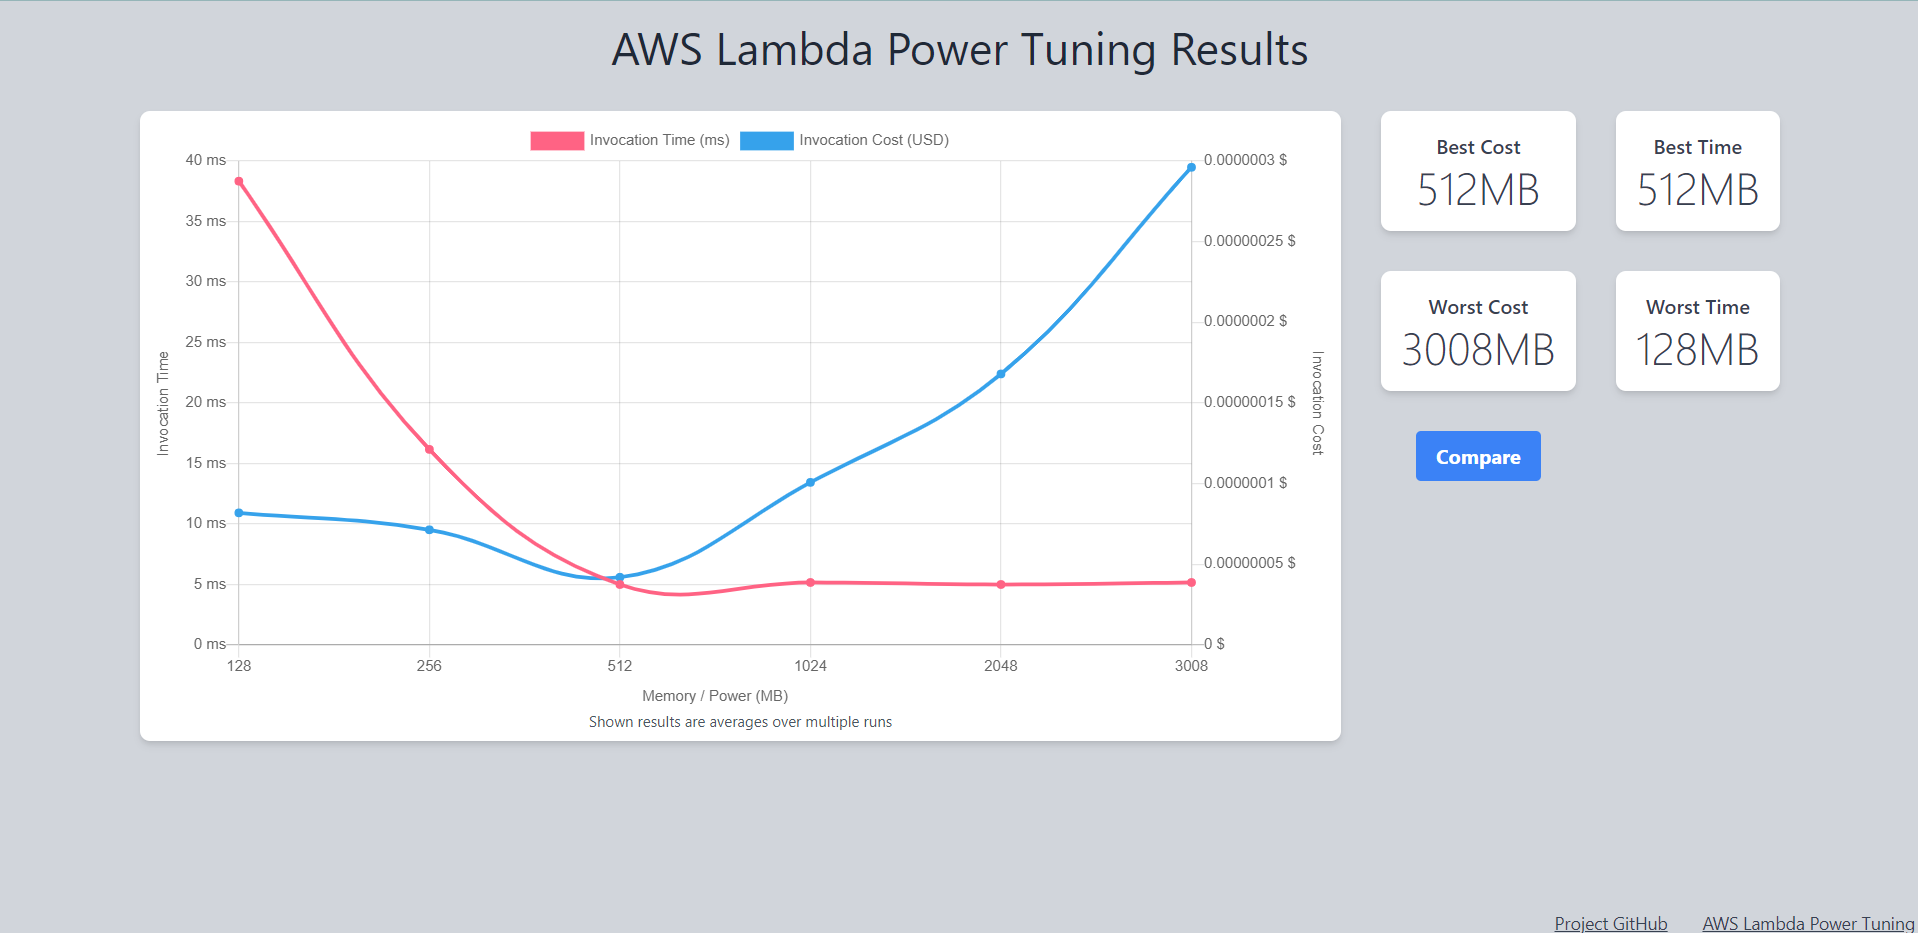 AWS Lambda Power Tuning Results
Invocation Time (ms)
Invocation Cost (USD)
40 ms
35 ms
30 ms
25 ms
20 ms
15 ms
10 ms
5 ms
0 ms
Invocation Time
0.0000003 $
0.00000025 $
0.0000002 $
0.00000015 $
0.0000001 $
0.00000005 $
0 $
Invocation Cost
128
256
512
1024
2048
3008
Memory / Power (MB)
Shown results are averages over multiple runs
Best Cost
512MB
Best Time
512MB
Worst Cost
3008MB
Worst Time
128MB
Compare
Project GitHub
AWS Lambda Power Tuning